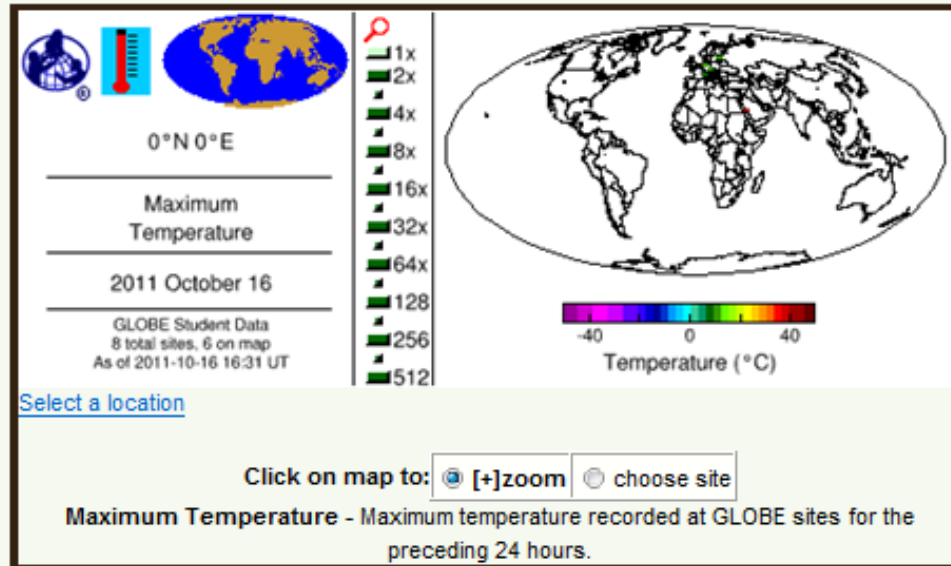 0°N 0°E
Maximum
Temperature
2011 October 16
GLOBE Student Data
8 total sites, 6 on map
As of 2011-10-16 16:31 UT
1x
2x
4x
8x
16x
32x
64x
128
256
512
-40 0 40
Temperature (°C)
©
Select a location
Click on map to: [+]zoom choose site
Maximum Temperature - Maximum temperature recorded at GLOBE sites for the
preceding 24 hours.